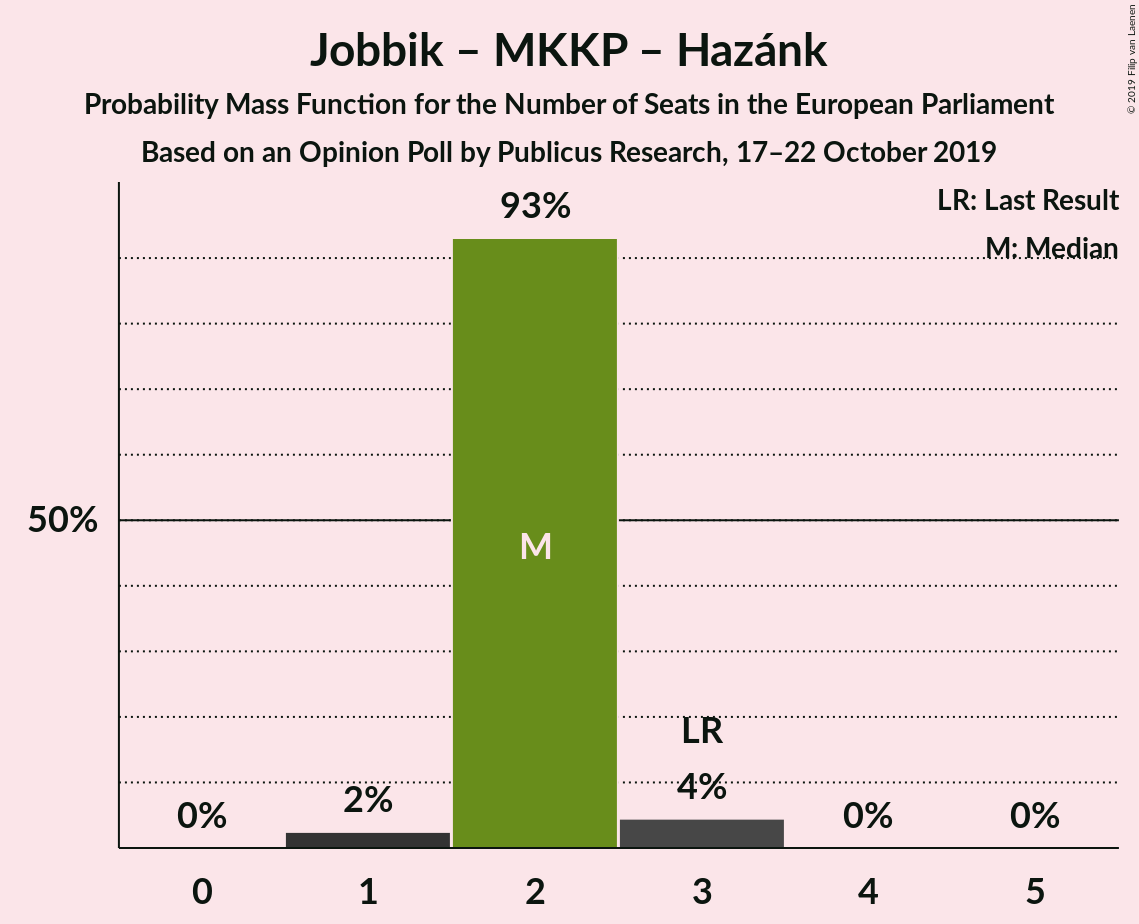 Jobbik – MKKP – Hazánk
Probability Mass Function for the Number of Seats in the European Parliament
Based on an Opinion Poll by Publicus Research, 17–22 October 2019
© 2019 Filip van Laenen
LR: Last Result
M: Median
93%
50%
M
LR
0%
2%
4%
0%
0%
0
1
2
3
4
5